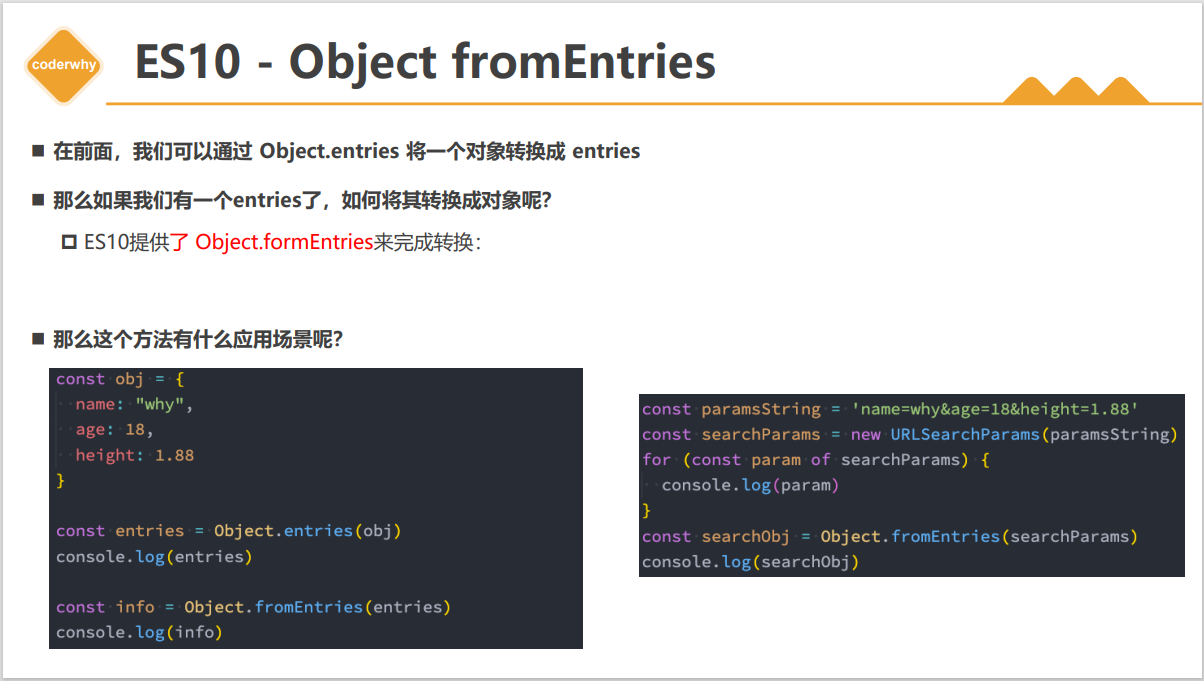 coderwhy
ES10 - Object fromEntries
在前面，我们可以通过 Object.entries 将一个对象转换成 entries
那么如果我们有一个entries了，如何将其转换成对象呢？
ES10提供了 Object.formEntries来完成转换：
那么这个方法有什么应用场景呢？
const obj = {
  name: "why",
  age: 18,
  height: 1.88
}
const entries = Object.entries(obj)
console.log(entries)
const info = Object.fromEntries(entries)
console.log(info)
const paramsString = 'name=why&age=18&height=1.88'
const searchParams = new URLSearchParams(paramsString)
for (const param of searchParams) {
  console.log(param)
}
const searchObj = Object.fromEntries(searchParams)
console.log(searchObj)